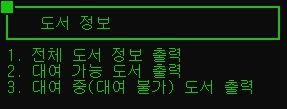 도서 정보
1. 전체 도서 정보 출력
2. 대여 가능 도서 출력
3. 대여 중(대여 불가) 도서 출력